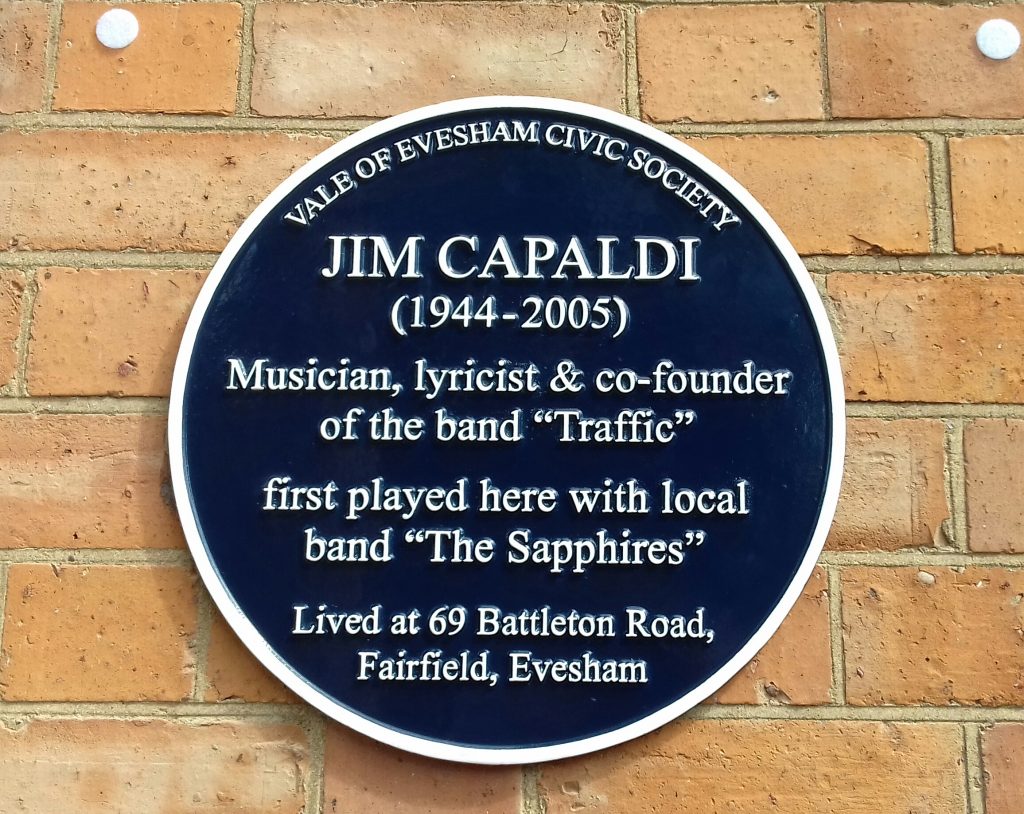 VALE OF EVESHAM CIVIC SOCIETY
JIM CAPALDI
(1944-2005)
Musician, lyricist & co-founder
of the band “Traffic”
first played here with local
band “The Sapphires”
Lived at 69 Battleton Road,
Fairfield, Evesham